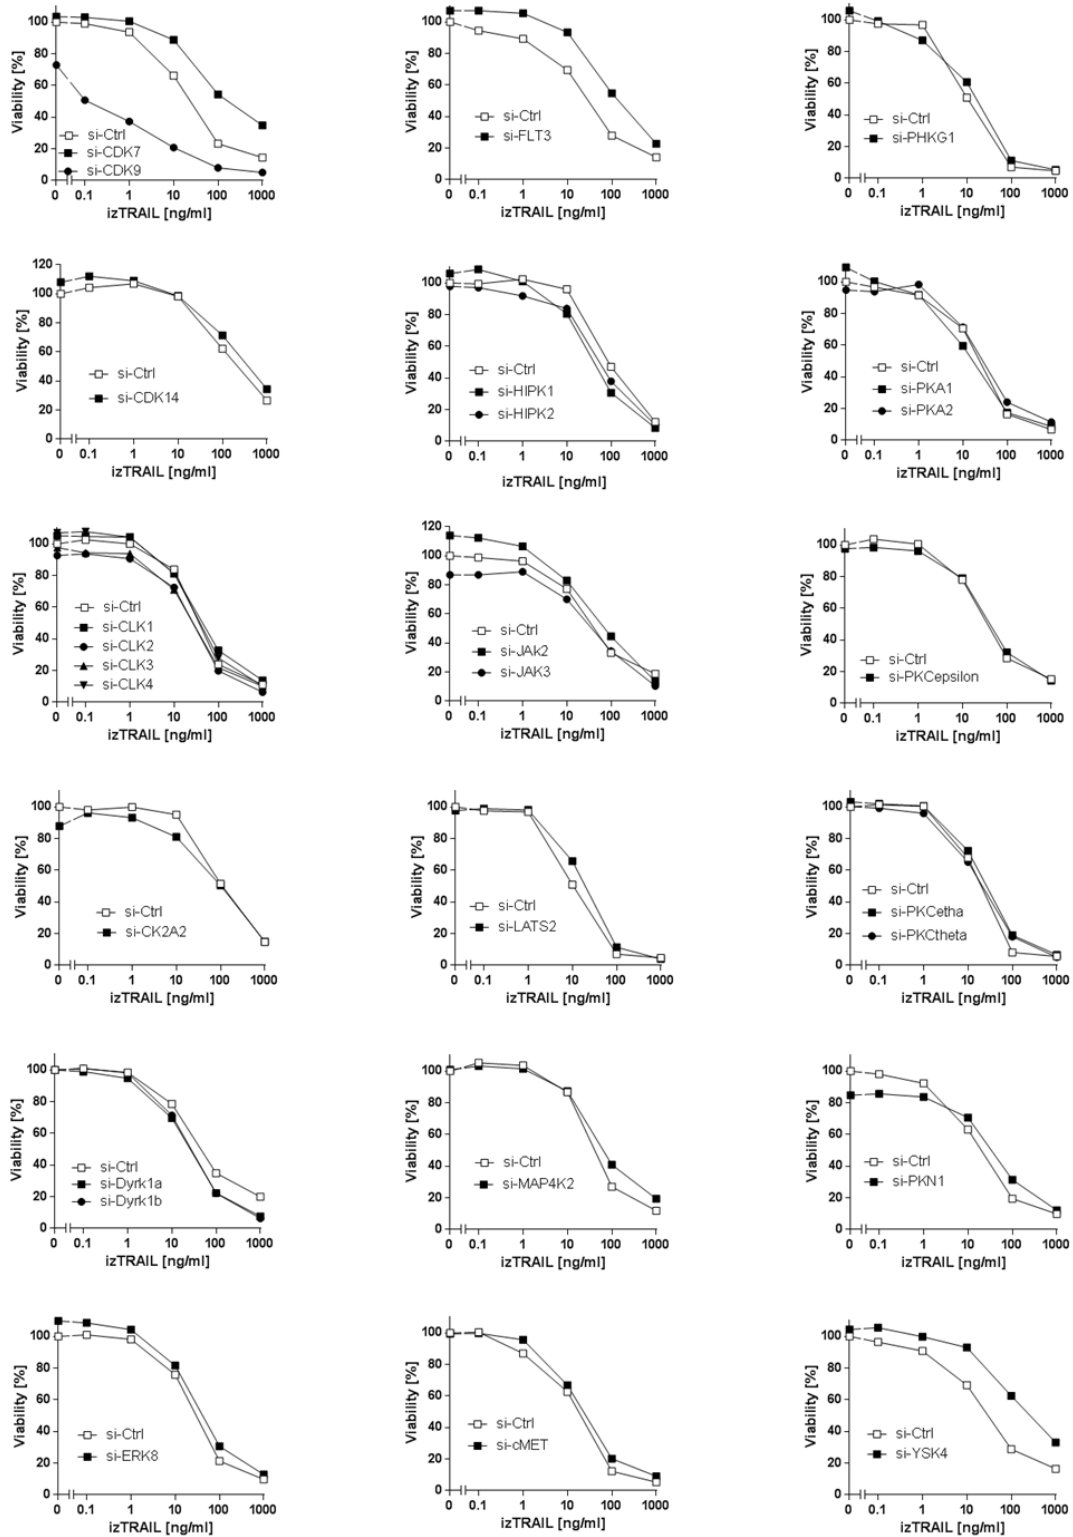 Viability [%]
100
80
60
40
20
0
si-Ctrl
si-CDK7
si-CDK9
0 0.1 1 10 100 1000
izTRAIL [ng/ml]
Viability [%]
100
80
60
40
20
0
si-Ctrl
si-FLT3
0 0.1 1 10 100 1000
izTRAIL [ng/ml]
Viability [%]
100
80
60
40
20
0
si-Ctrl
si-PHKG1
0 0.1 1 10 100 1000
izTRAIL [ng/ml]
Viability [%]
120
100
80
60
40
20
0
si-Ctrl
si-CDK14
0 0.1 1 10 100 1000
izTRAIL [ng/ml]
Viability [%]
100
80
60
40
20
0
si-Ctrl
si-HIPK1
si-HIPK2
0 0.1 1 10 100 1000
izTRAIL [ng/ml]
Viability [%]
100
80
60
40
20
0
si-Ctrl
si-PKA1
si-PKA2
0 0.1 1 10 100 1000
izTRAIL [ng/ml]
Viability [%]
100
80
60
40
20
0
si-Ctrl
si-CLK1
si-CLK2
si-CLK3
si-CLK4
0 0.1 1 10 100 1000
izTRAIL [ng/ml]
Viability [%]
120
100
80
60
40
20
0
si-Ctrl
si-JAk2
si-JAK3
0 0.1 1 10 100 1000
izTRAIL [ng/ml]
Viability [%]
100
80
60
40
20
0
si-Ctrl
si-PKCepsilon
0 0.1 1 10 100 1000
izTRAIL [ng/ml]
Viability [%]
100
80
60
40
20
0
si-Ctrl
si-CK2A2
0 0.1 1 10 100 1000
izTRAIL [ng/ml]
Viability [%]
100
80
60
40
20
0
si-Ctrl
si-LATS2
0 0.1 1 10 100 1000
izTRAIL [ng/ml]
Viability [%]
100
80
60
40
20
0
si-Ctrl
si-PKCetha
si-PKCtheta
0 0.1 1 10 100 1000
izTRAIL [ng/ml]
Viability [%]
100
80
60
40
20
0
si-Ctrl
si-Dyrk1a
si-Dyrk1b
0 0.1 1 10 100 1000
izTRAIL [ng/ml]
Viability [%]
100
80
60
40
20
0
si-Ctrl
si-MAP4K2
0 0.1 1 10 100 1000
izTRAIL [ng/ml]
Viability [%]
100
80
60
40
20
0
si-Ctrl
si-PKN1
0 0.1 1 10 100 1000
izTRAIL [ng/ml]
Viability [%]
100
80
60
40
20
0
si-Ctrl
si-ERK8
0 0.1 1 10 100 1000
izTRAIL [ng/ml]
Viability [%]
100
80
60
40
20
0
si-Ctrl
si-cMET
0 0.1 1 10 100 1000
izTRAIL [ng/ml]
Viability [%]
100
80
60
40
20
0
si-Ctrl
si-YSK4
0 0.1 1 10 100 1000
izTRAIL [ng/ml]